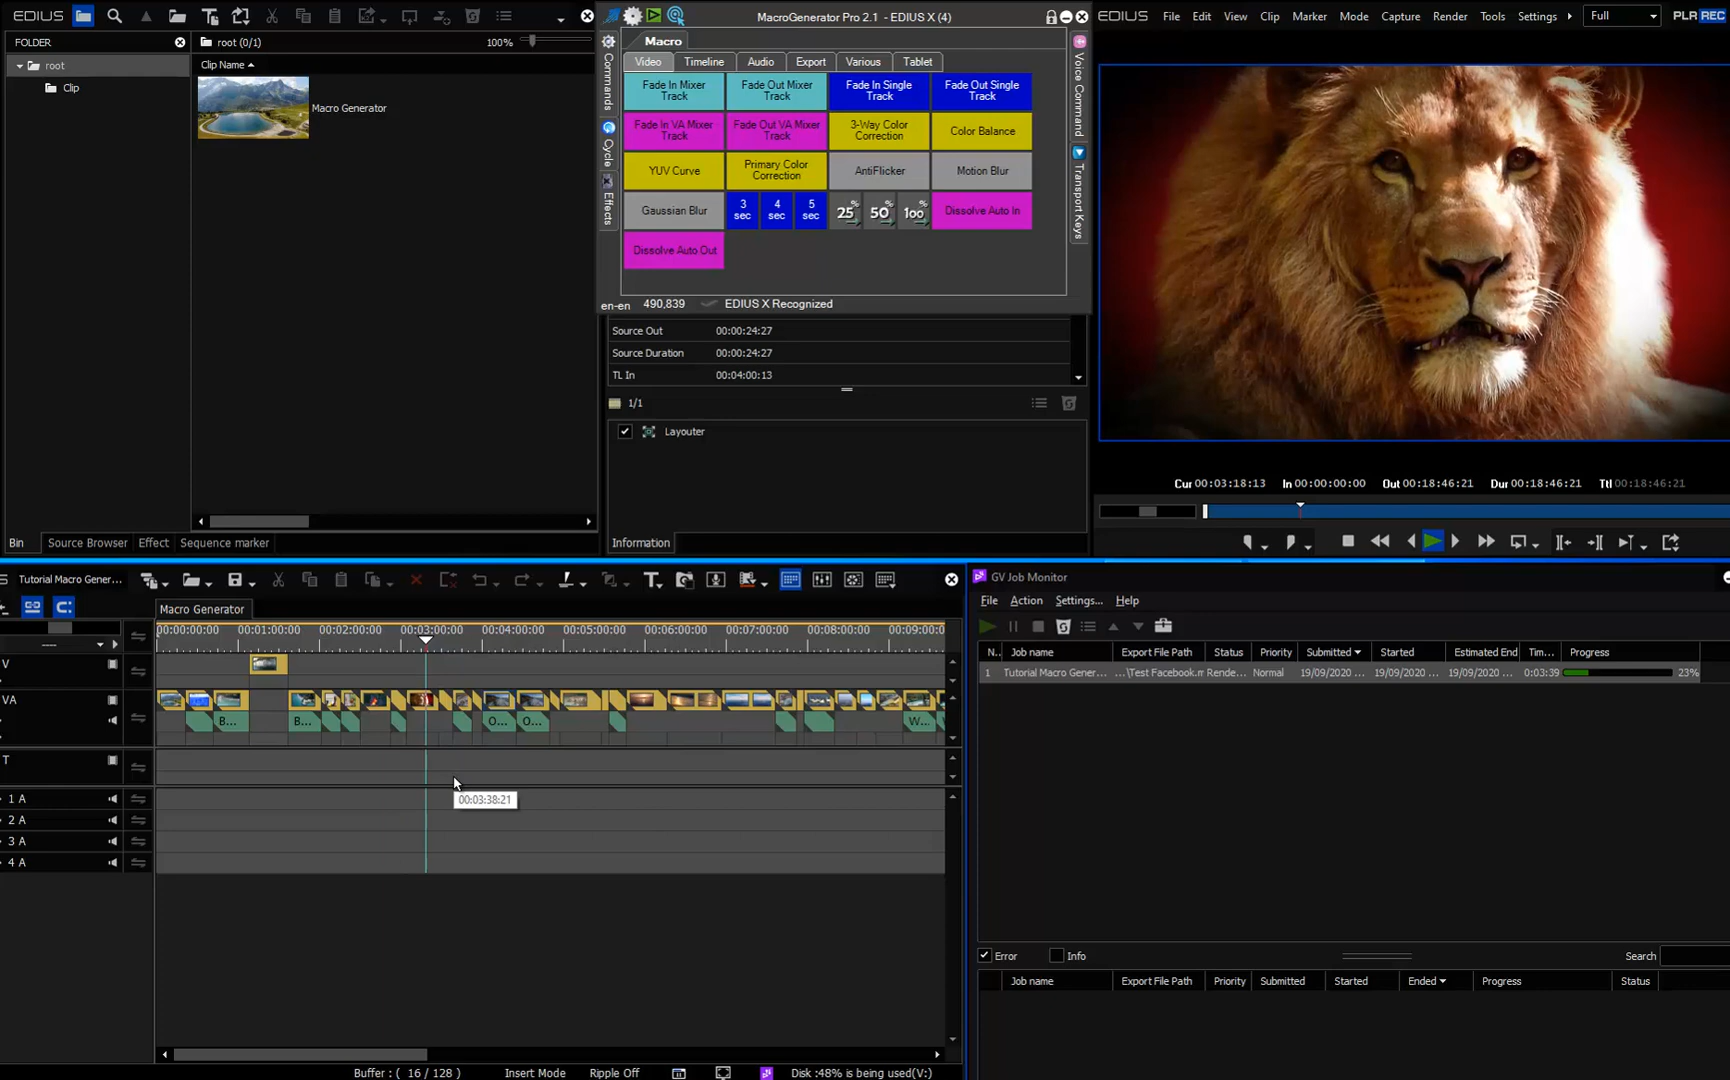 EDIUS
FOLDER
root
Clip
root (0/1)
100%
Clip Name
Macro Generator
Bin
Source Browser
Effect
Sequence marker
MacroGenerator Pro 2.1 - EDIUS X (4)
Macro
Video
Timeline
Audio
Export
Various
Tablet
Commands
Cycle
Effects
Fade In Mixer Track
Fade Out Mixer Track
Fade In Single Track
Fade Out Single Track
Fade In VA Mixer Track
Fade Out VA Mixer Track
3-Way Color Correction
Color Balance
YUV Curve
Primary Color Correction
AntiFlicker
Motion Blur
Gaussian Blur
3 sec
4 sec
5 sec
25%
50%
100%
Dissolve Auto In
Dissolve Auto Out
Voice Command
Transport Keys
en-en
490,839
EDIUS X Recognized
Source Out 00:00:24:27
Source Duration 00:00:24:27
TL In 00:04:00:13
1/1
Layouter
Information
EDIUS File Edit View Clip Marker Mode Capture Render Tools Settings Full PLR REC
Cur 00:03:18:13 In 00:00:00:00 Out 00:18:46:21 Dur 00:18:46:21 Ttl 00:18:46:21
Tutorial Macro Gener...
Macro Generator
00:00:00:00 00:01:00:00 00:02:00:00 00:03:00:00 00:04:00:00 00:05:00:00 00:06:00:00 00:07:00:00 00:08:00:00 00:09:00:0
V
VA
B... B... O... O... W...
T
00:03:38:21
1 A
2 A
3 A
4 A
Buffer : ( 16 / 128 ) Insert Mode Ripple Off Disk :48% is being used(V:)
GV Job Monitor
File Action Settings... Help
N.. Job name Export File Path Status Priority Submitted Started Estimated End Tim... Progress
1 Tutorial Macro Gener... ...\Test Facebook.m Rende... Normal 19/09/2020 19/09/2020 19/09/2020 0:03:39 23%
Error Info Search
Job name Export File Path Priority Submitted Started Ended Progress Status